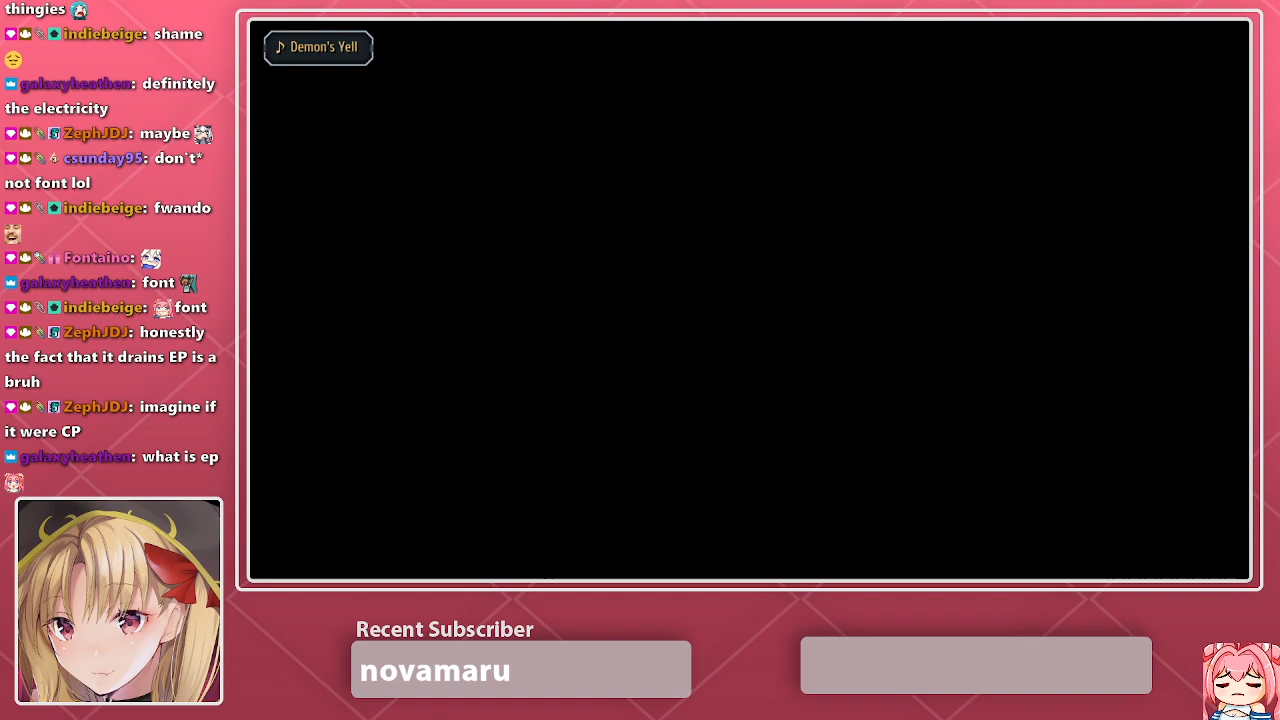 thingies
indiebeige: shame
galaxyheathen: definitely
the electricity
ZephJDJ: maybe
csunday95: don't*
not font lol
indiebeige: fwando
Fontaino:
galaxyheathen: font
indiebeige: font
ZephJDJ: honestly
the fact that it drains EP is a
bruh
ZephJDJ: imagine if
it were CP
galaxyheathen: what is ep
♪ Demon's Yell
Recent Subscriber
novamaru